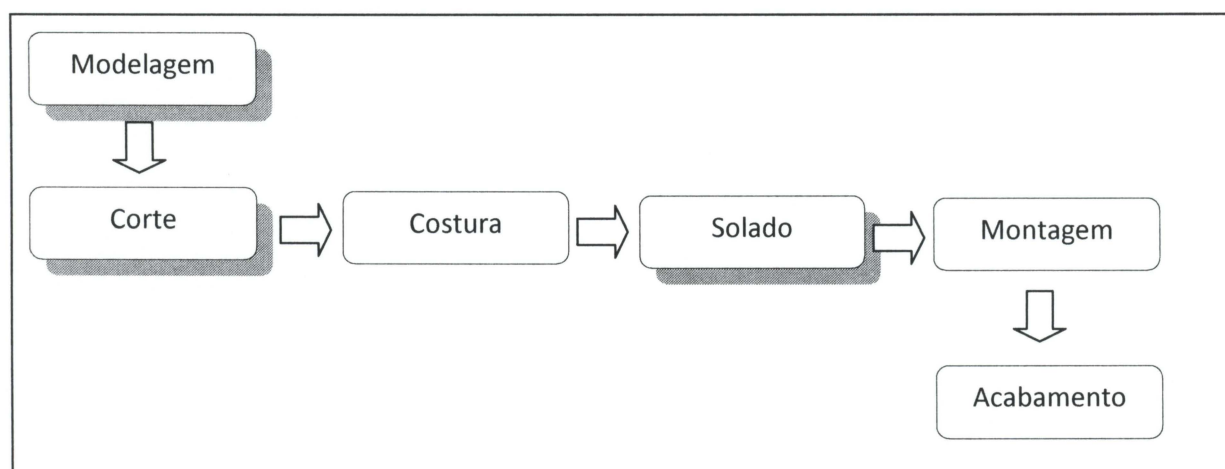 Modelagem
Corte
Costura
Solado
Montagem
Acabamento